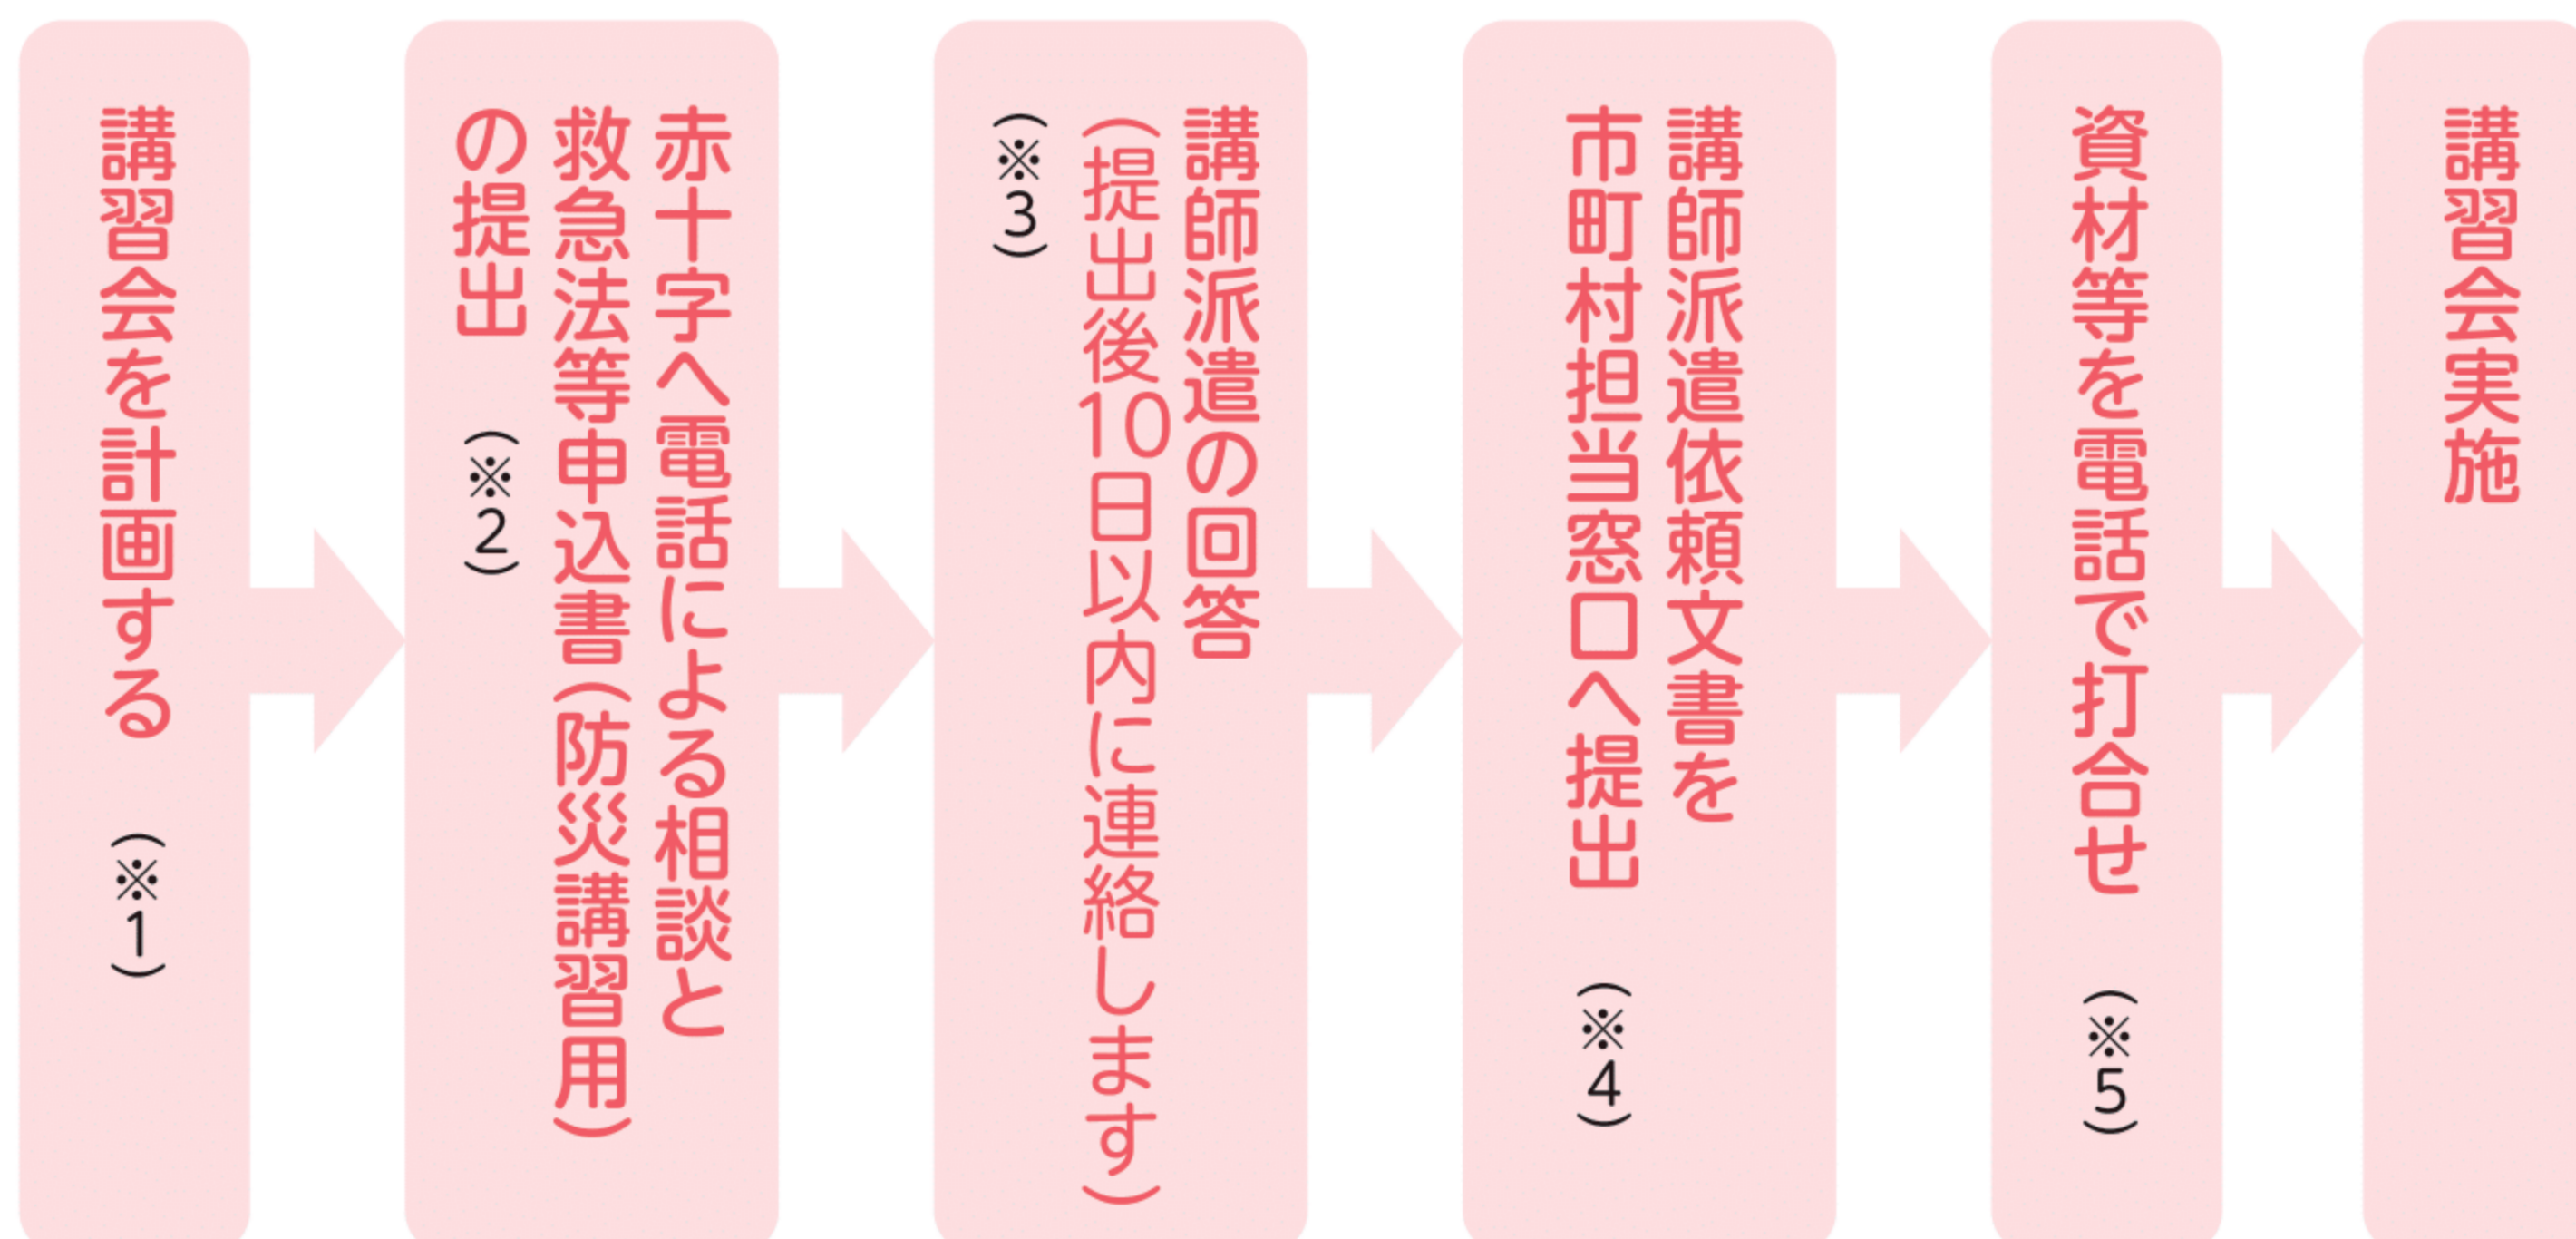 講習会を計画する (※1)
赤十字へ電話による相談と
救急法等申込書(防災講習用)
の提出 (※2)
講師派遣の回答
(提出後10日以内に連絡します)
(※3)
講師派遣依頼文書を
市町村担当窓口へ提出 (※4)
資材等を電話で打合せ (※5)
講習会実施